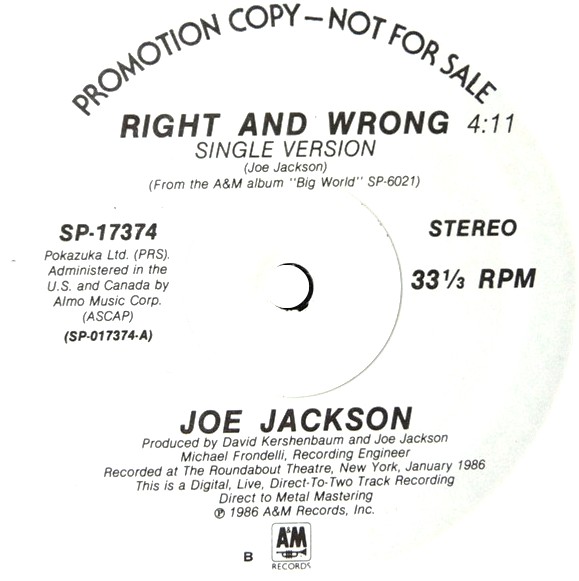 PROMOTION COPY—NOT FOR SALE
RIGHT AND WRONG 4:11
SINGLE VERSION
(Joe Jackson)
(From the A&M album "Big World" SP-6021)
SP-17374
Pokazuka Ltd. (PRS).
Administered in the
U.S. and Canada by
Almo Music Corp.
(ASCAP)
(SP-017374-A)
STEREO
33 1/3 RPM
JOE JACKSON
Produced by David Kershenbaum and Joe Jackson
Michael Frondelli, Recording Engineer
Recorded at The Roundabout Theatre, New York, January 1986
This is a Digital, Live, Direct-To-Two Track Recording
Direct to Metal Mastering
℗ 1986 A&M Records, Inc.
B
A&M
RECORDS